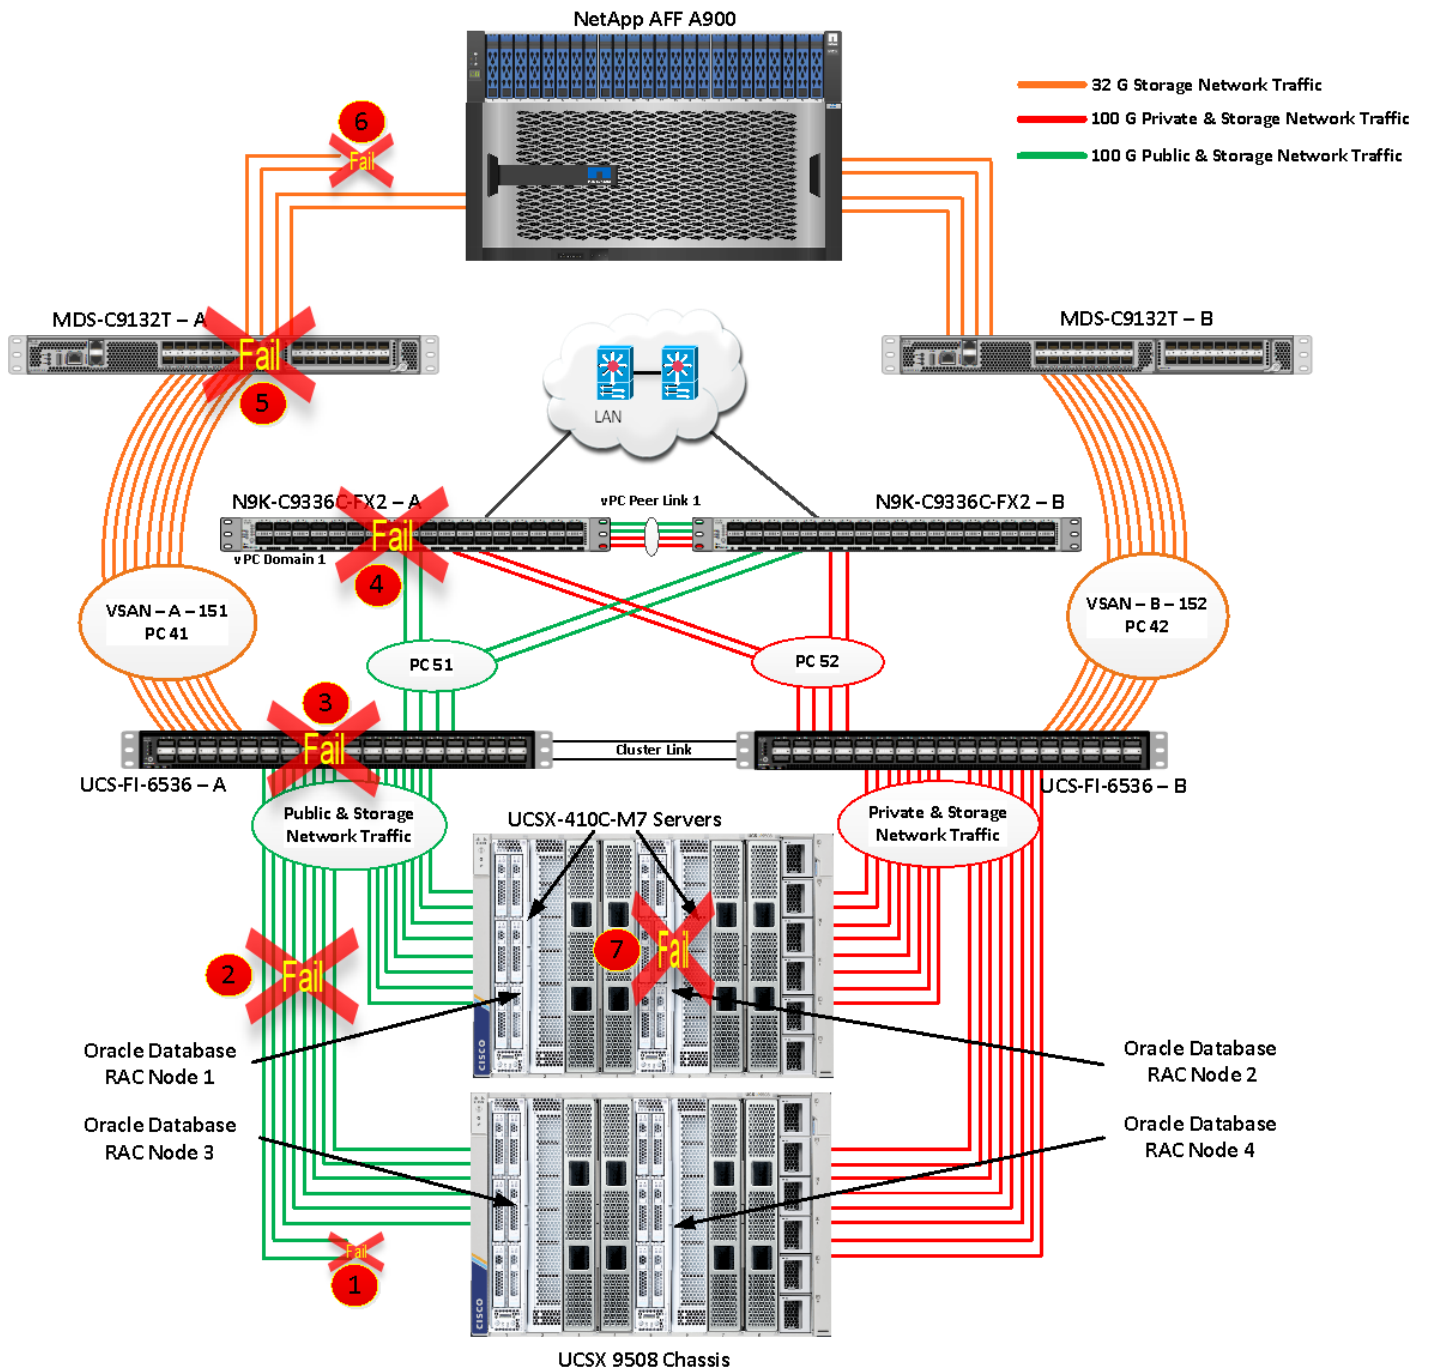 NetApp AFF A900
32 G Storage Network Traffic
100 G Private & Storage Network Traffic
100 G Public & Storage Network Traffic
6
Fail
MDS-C9132T – A
MDS-C9132T – B
Fail
5
LAN
N9K-C9336C-FX2 – A
vPC Peer Link 1
N9K-C9336C-FX2 – B
Fail
vPC Domain 1
4
VSAN – A – 151
PC 41
VSAN – B – 152
PC 42
PC 51
PC 52
3
Fail
Cluster Link
UCS-FI-6536 – A
UCS-FI-6536 – B
Public & Storage
Network Traffic
Private & Storage
Network Traffic
UCSX-410C-M7 Servers
2
Fail
7
Fail
Oracle Database
RAC Node 1
Oracle Database
RAC Node 2
CISCO
Oracle Database
RAC Node 3
Oracle Database
RAC Node 4
Fail
1
CISCO
UCSX 9508 Chassis